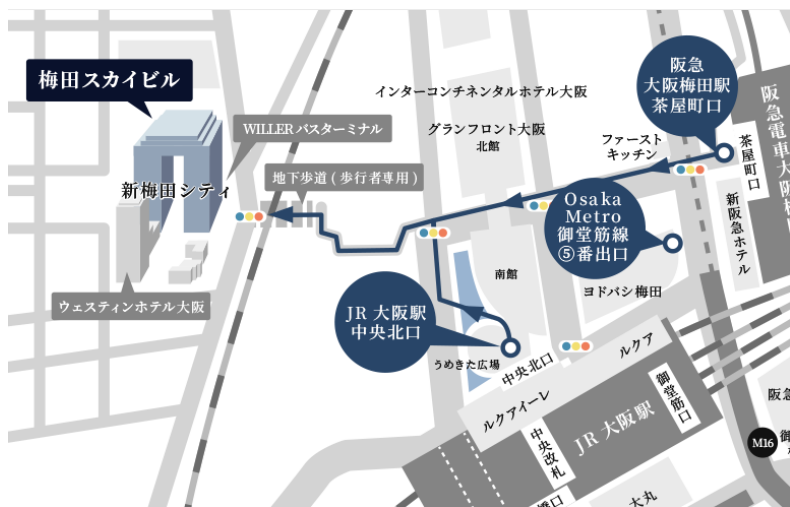 梅田スカイビル
WILLERバスターミナル
地下歩道(歩行者専用)
新梅田シティ
ウェスティンホテル大阪
インターコンチネンタルホテル大阪
グランフロント大阪
北館
ファースト
キッチン
阪急
大阪梅田駅
茶屋町口
茶屋町口
阪急電車大阪梅
新阪急ホテル
Osaka
Metro
御堂筋線
⑤番出口
ヨドバシ梅田
南館
JR 大阪駅
中央北口
うめきた広場
中央北口
ルクア
ルクアイーレ
JR 大阪駅
御堂筋口
中央改札
大丸
阪急
M16